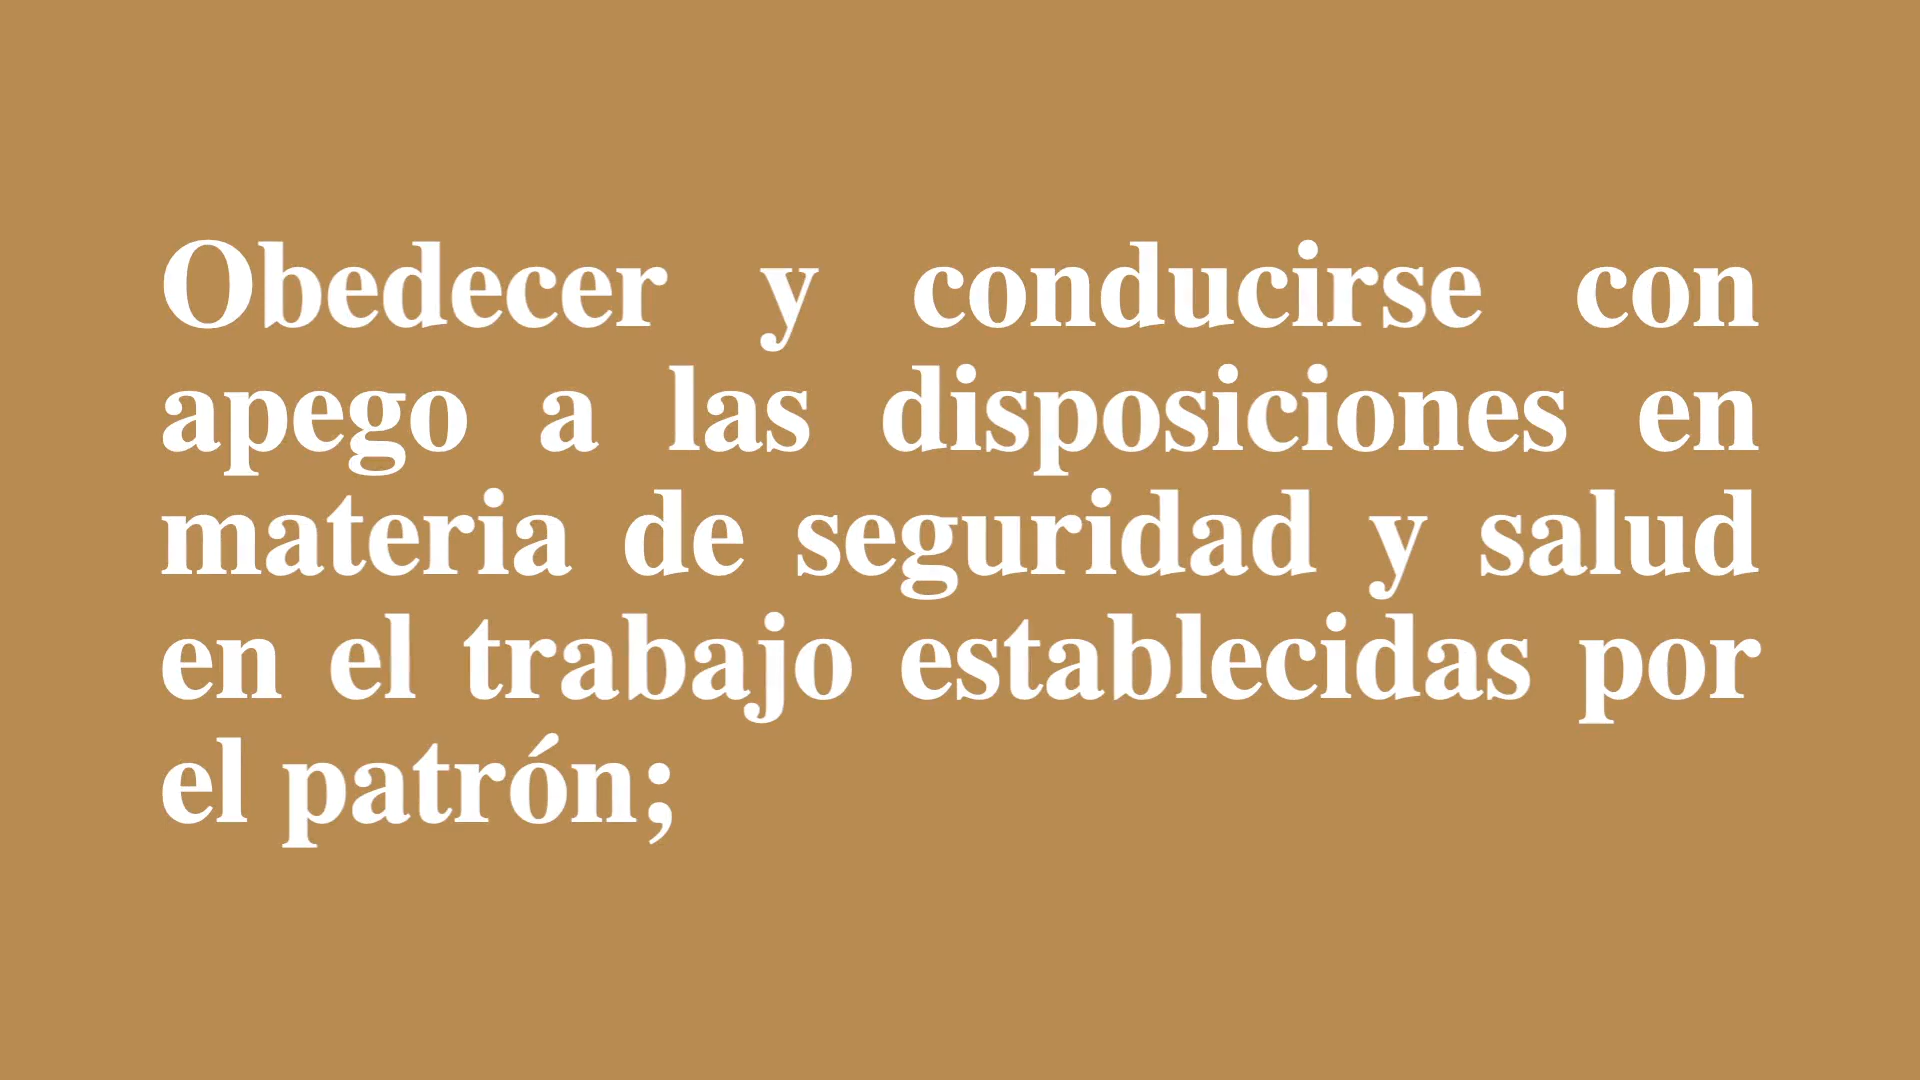 Obedecer y conducirse con
apego a las disposiciones en
materia de seguridad y salud
en el trabajo establecidas por
el patrón;